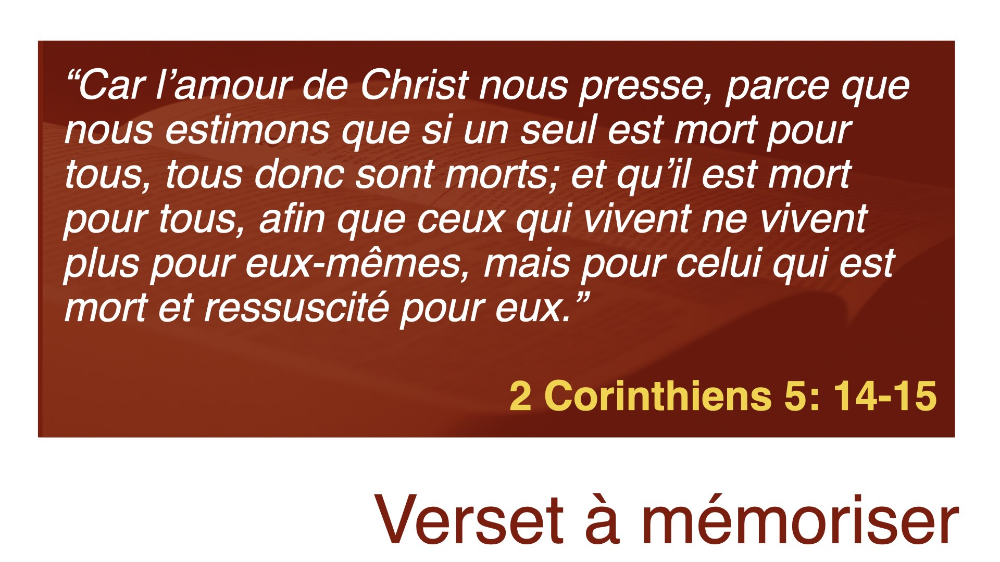 “Car l’amour de Christ nous presse, parce que
nous estimons que si un seul est mort pour
tous, tous donc sont morts; et qu’il est mort
pour tous, afin que ceux qui vivent ne vivent
plus pour eux-mêmes, mais pour celui qui est
mort et ressuscité pour eux.”
2 Corinthiens 5: 14-15
Verset à mémoriser